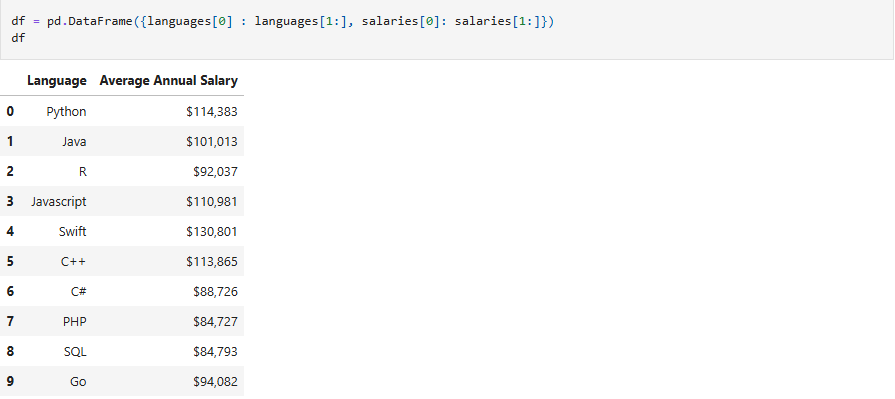 df = pd.DataFrame({languages[0] : languages[1:], salaries[0]: salaries[1:]})
df
Language Average Annual Salary
0 Python $114,383
1 Java $101,013
2 R $92,037
3 Javascript $110,981
4 Swift $130,801
5 C++ $113,865
6 C# $88,726
7 PHP $84,727
8 SQL $84,793
9 Go $94,082